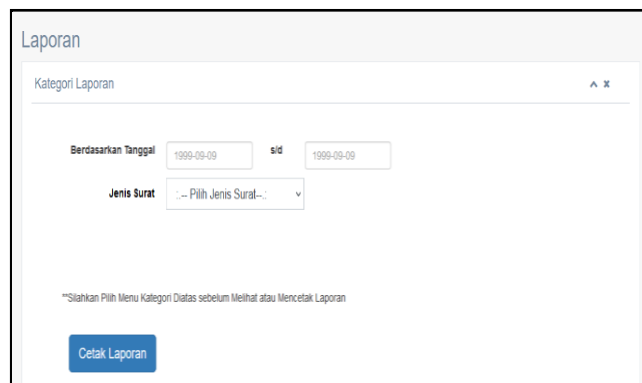 Laporan
Kategori Laporan
Berdasarkan Tanggal 1999-09-09 s/d 1999-09-09
Jenis Surat :.-- Pilih Jenis Surat--.:
**Silahkan Pilih Menu Kategori Diatas sebelum Melihat atau Mencetak Laporan
Cetak Laporan